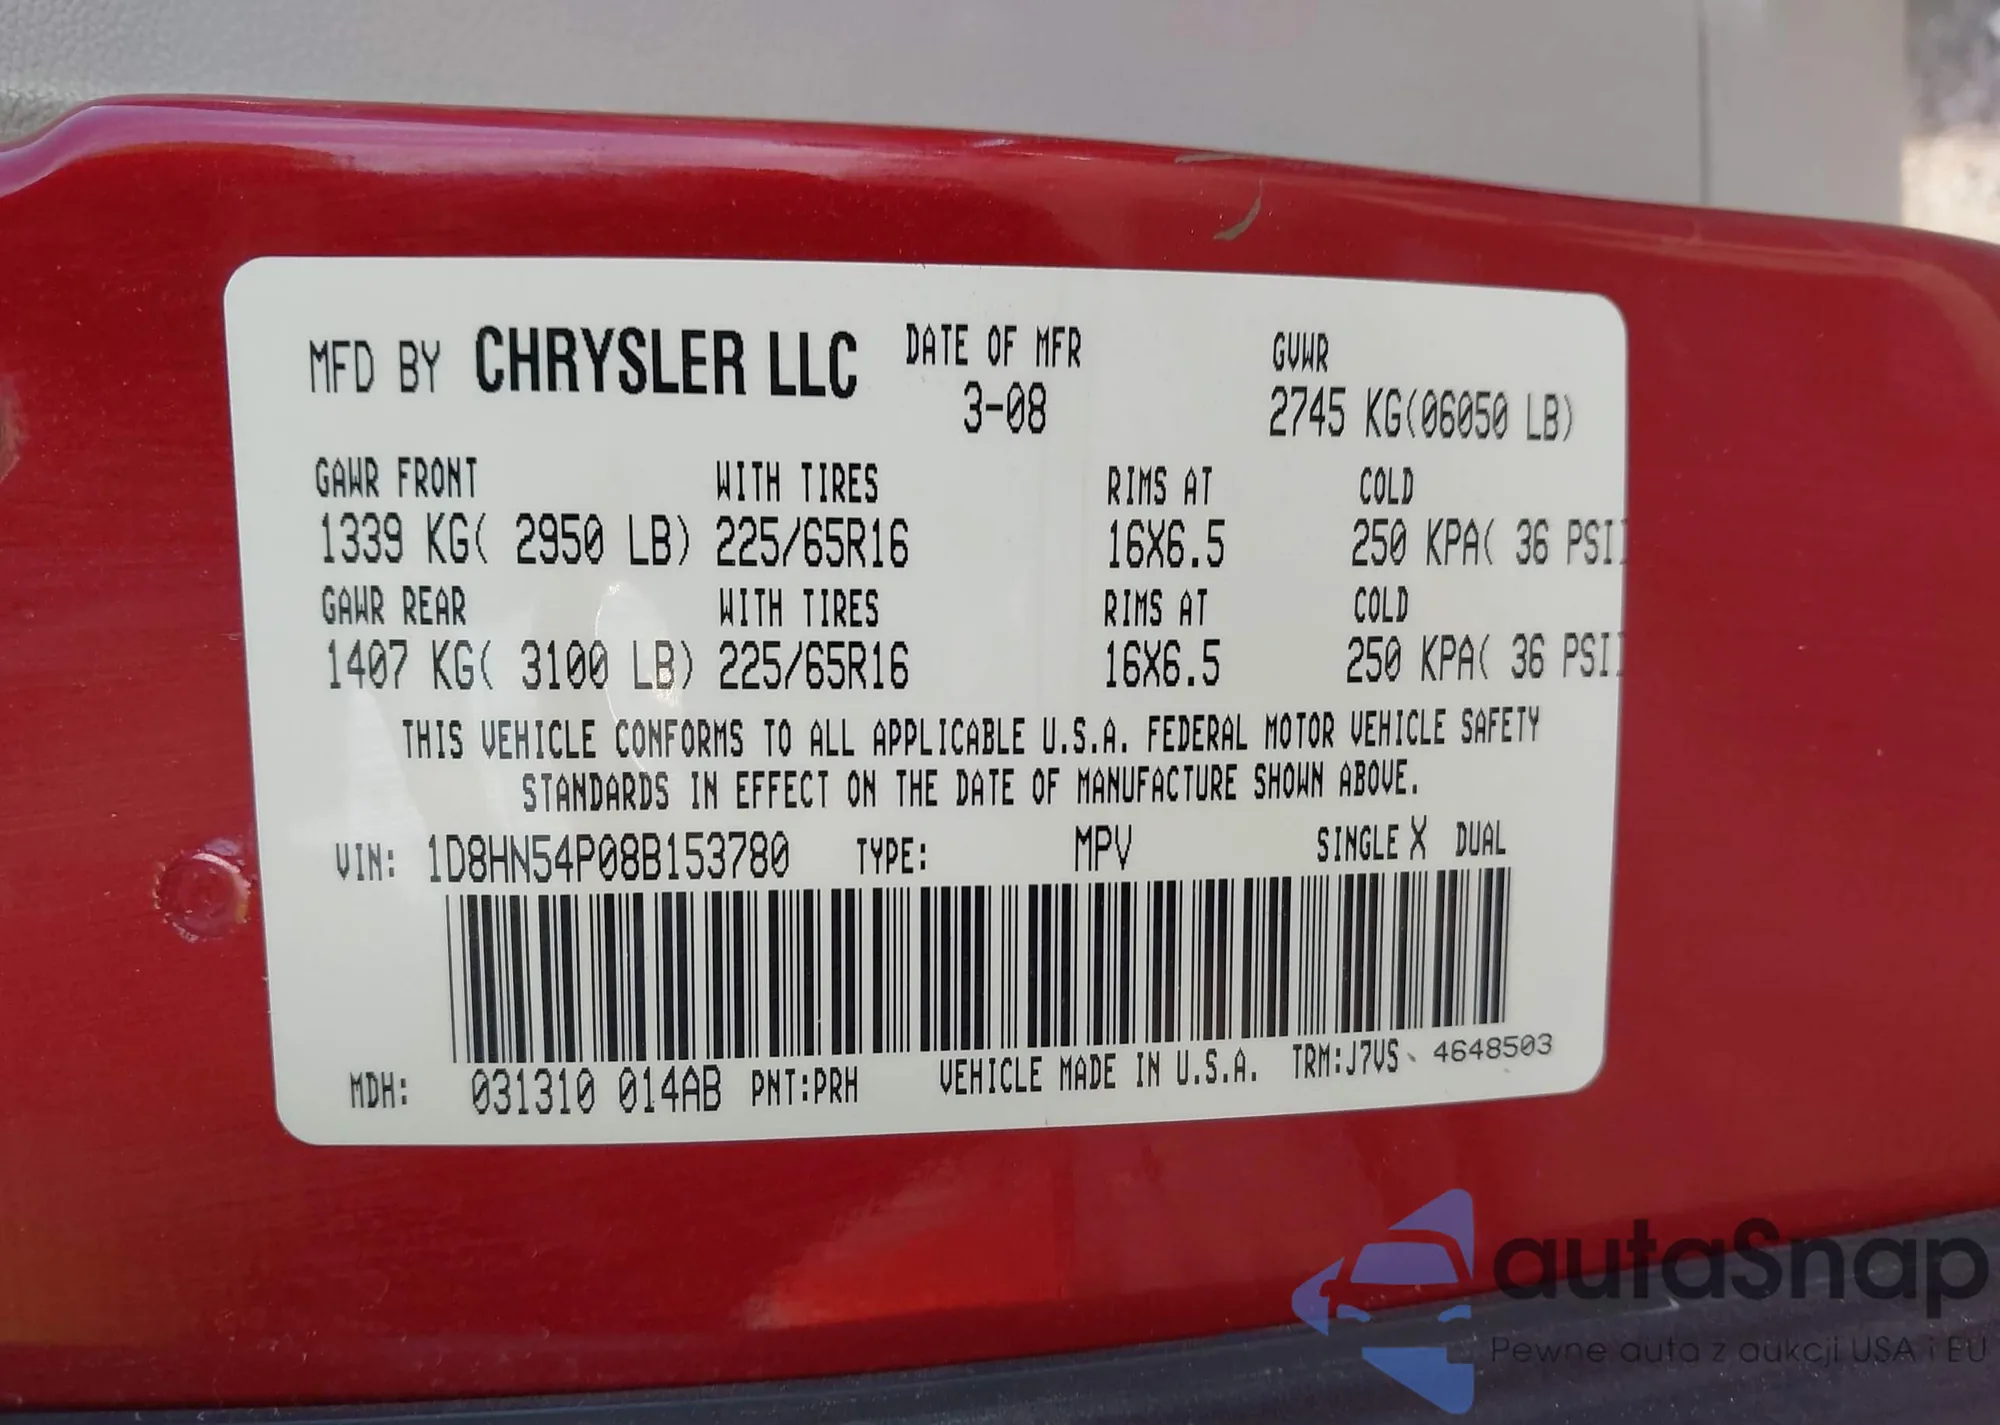 MFD BY CHRYSLER LLC DATE OF MFR GVWR
3-08 2745 KG(06050 LB)
GAWR FRONT WITH TIRES RIMS AT COLD
1339 KG( 2950 LB) 225/65R16 16X6.5 250 KPA( 36 PSI)
GAWR REAR WITH TIRES RIMS AT COLD
1407 KG( 3100 LB) 225/65R16 16X6.5 250 KPA( 36 PSI)
THIS VEHICLE CONFORMS TO ALL APPLICABLE U.S.A. FEDERAL MOTOR VEHICLE SAFETY
STANDARDS IN EFFECT ON THE DATE OF MANUFACTURE SHOWN ABOVE.
VIN: 1D8HN54P08B153780 TYPE: MPV SINGLE X DUAL
MDH: 031310 014AB PNT:PRH VEHICLE MADE IN U.S.A. TRM:J7VS 4648503
autaSnap
Pewne auta z aukcji USA i EU